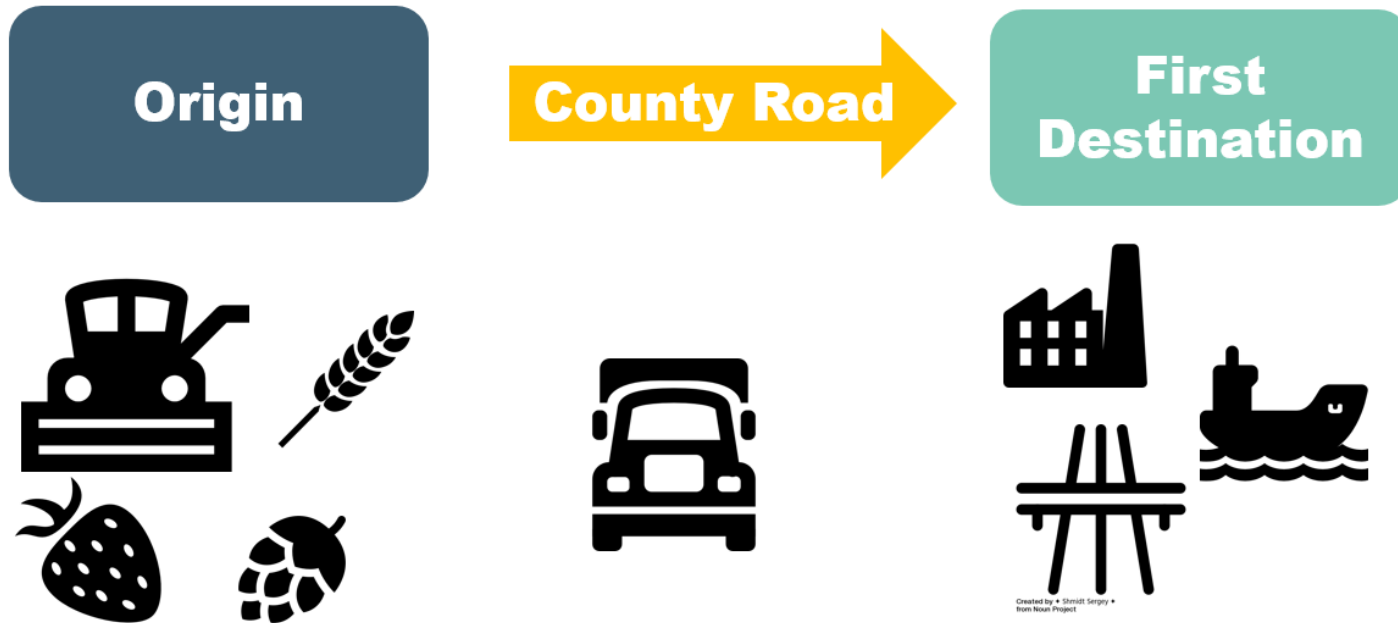 Origin
County Road
First
Destination
Created by ✦ Shmidt Sergey ✦
from Noun Project